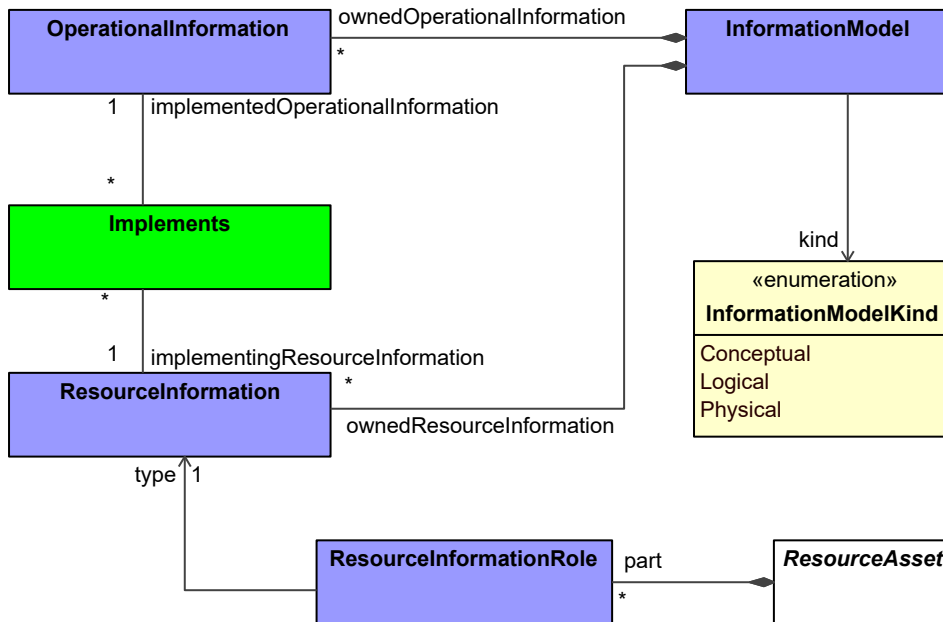 ownedOperationalInformation
OperationalInformation
InformationModel
*
1
implementedOperationalInformation
*
Implements
kind
«enumeration»
InformationModelKind
*
Conceptual
1
implementingResourceInformation
Logical
*
ResourceInformation
Physical
ownedResourceInformation
type
1
ResourceInformationRole
part
ResourceAsset
*